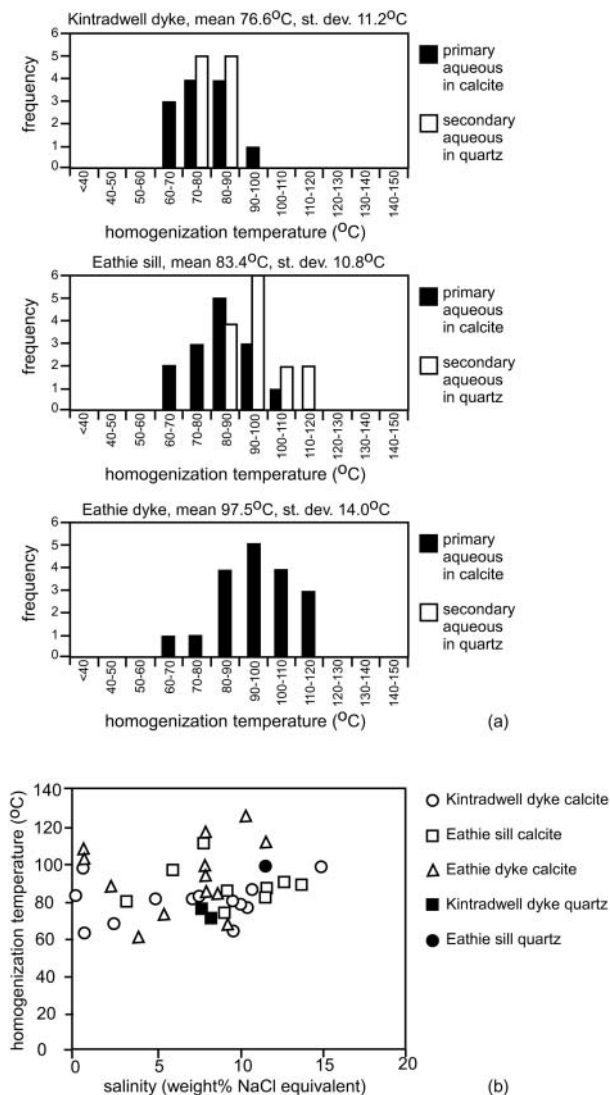 Kintradwell dyke, mean 76.6°C, st. dev. 11.2°C
6
5
4
3
2
1
0
frequency
<40
40-50
50-60
60-70
70-80
80-90
90-100
100-110
110-120
120-130
130-140
140-150
homogenization temperature (°C)
primary
aqueous
in calcite
secondary
aqueous
in quartz
Eathie sill, mean 83.4°C, st. dev. 10.8°C
6
5
4
3
2
1
0
frequency
<40
40-50
50-60
60-70
70-80
80-90
90-100
100-110
110-120
120-130
130-140
140-150
homogenization temperature (°C)
primary
aqueous
in calcite
secondary
aqueous
in quartz
Eathie dyke, mean 97.5°C, st. dev. 14.0°C
6
5
4
3
2
1
0
frequency
<40
40-50
50-60
60-70
70-80
80-90
90-100
100-110
110-120
120-130
130-140
140-150
homogenization temperature (°C)
primary
aqueous
in calcite
secondary
aqueous
in quartz
(a)
140
120
100
80
60
40
20
0
homogenization temperature (°C)
0
5
10
15
20
salinity (weight% NaCl equivalent)
Kintradwell dyke calcite
Eathie sill calcite
Eathie dyke calcite
Kintradwell dyke quartz
Eathie sill quartz
(b)